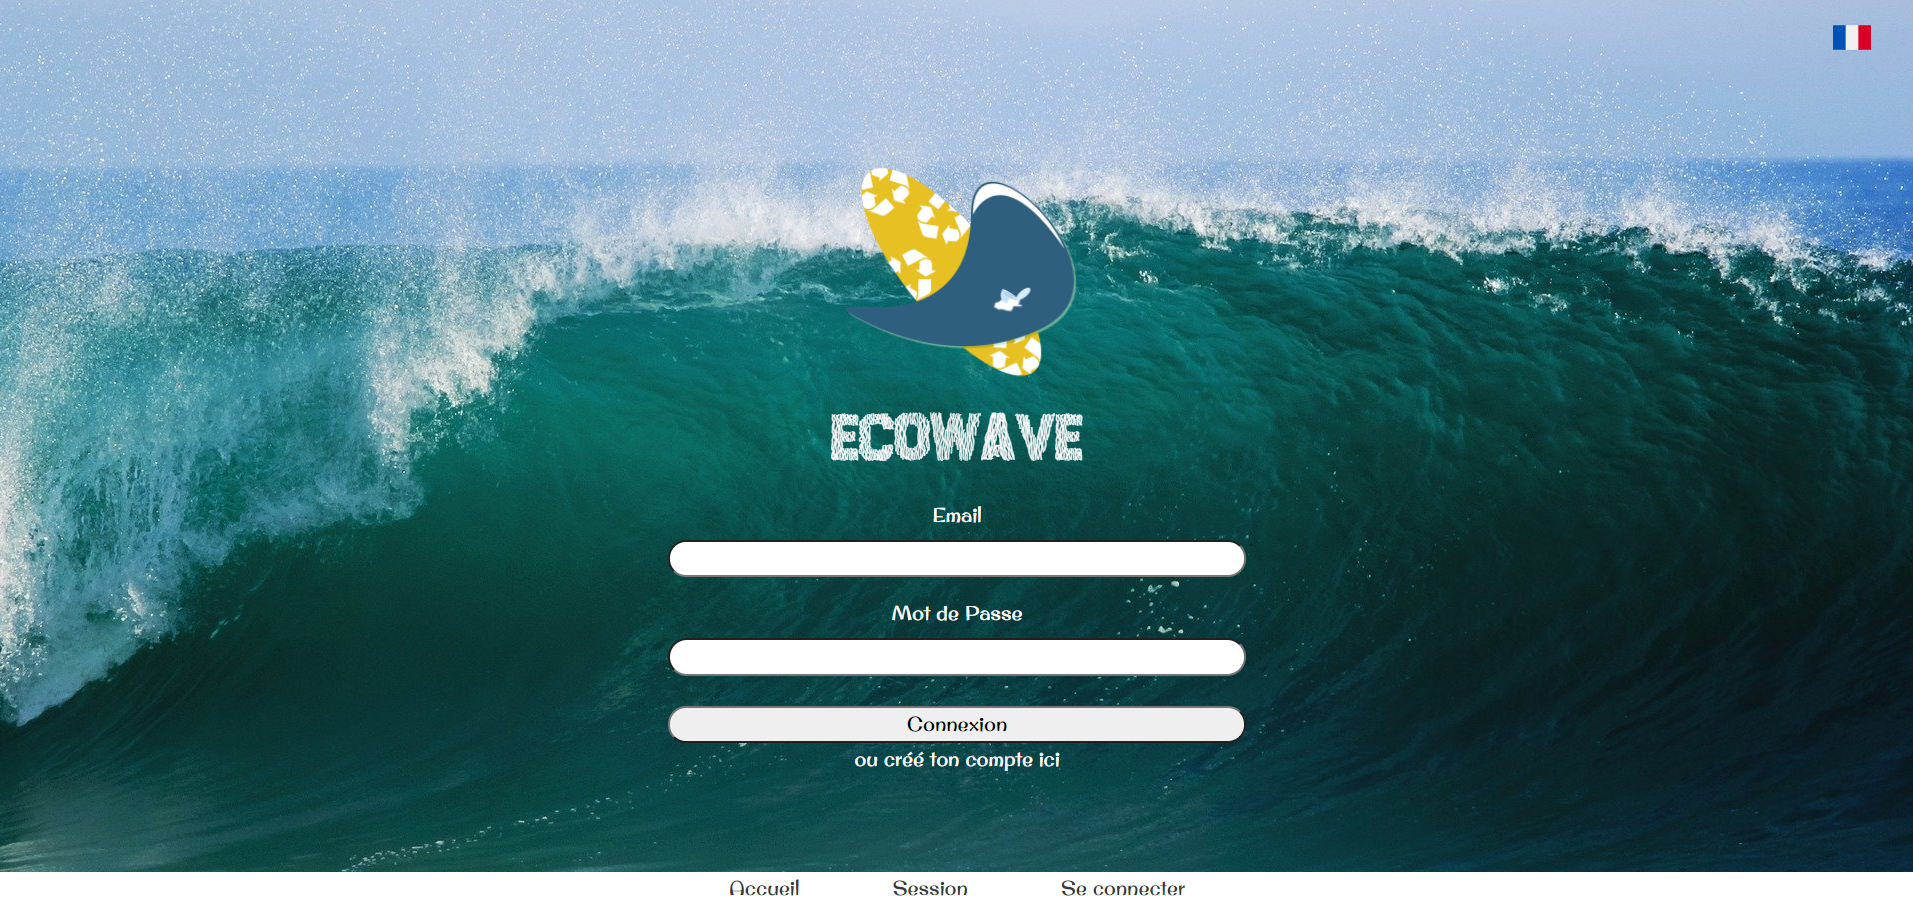 ECOWAVE
Email
Mot de Passe
Connexion
ou créé ton compte ici
Accueil Session Se connecter